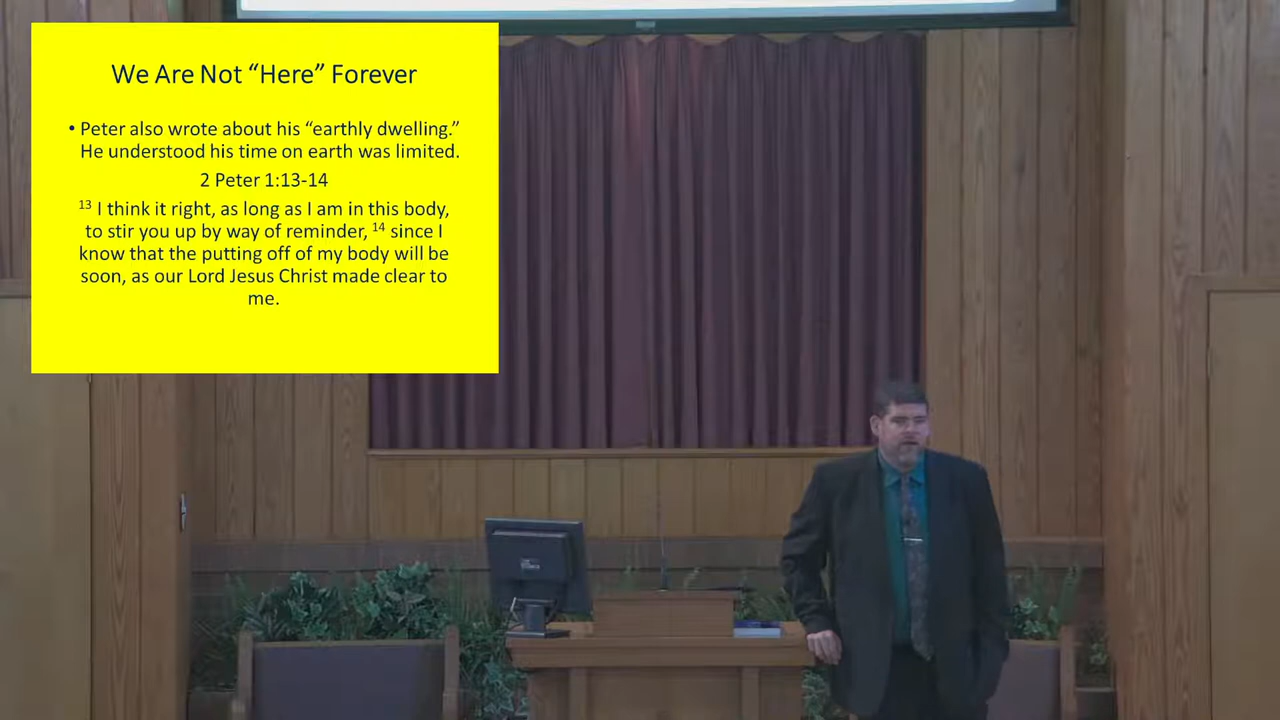 We Are Not “Here” Forever
• Peter also wrote about his “earthly dwelling.”
He understood his time on earth was limited.
2 Peter 1:13-14
13 I think it right, as long as I am in this body,
to stir you up by way of reminder, 14 since I
know that the putting off of my body will be
soon, as our Lord Jesus Christ made clear to
me.